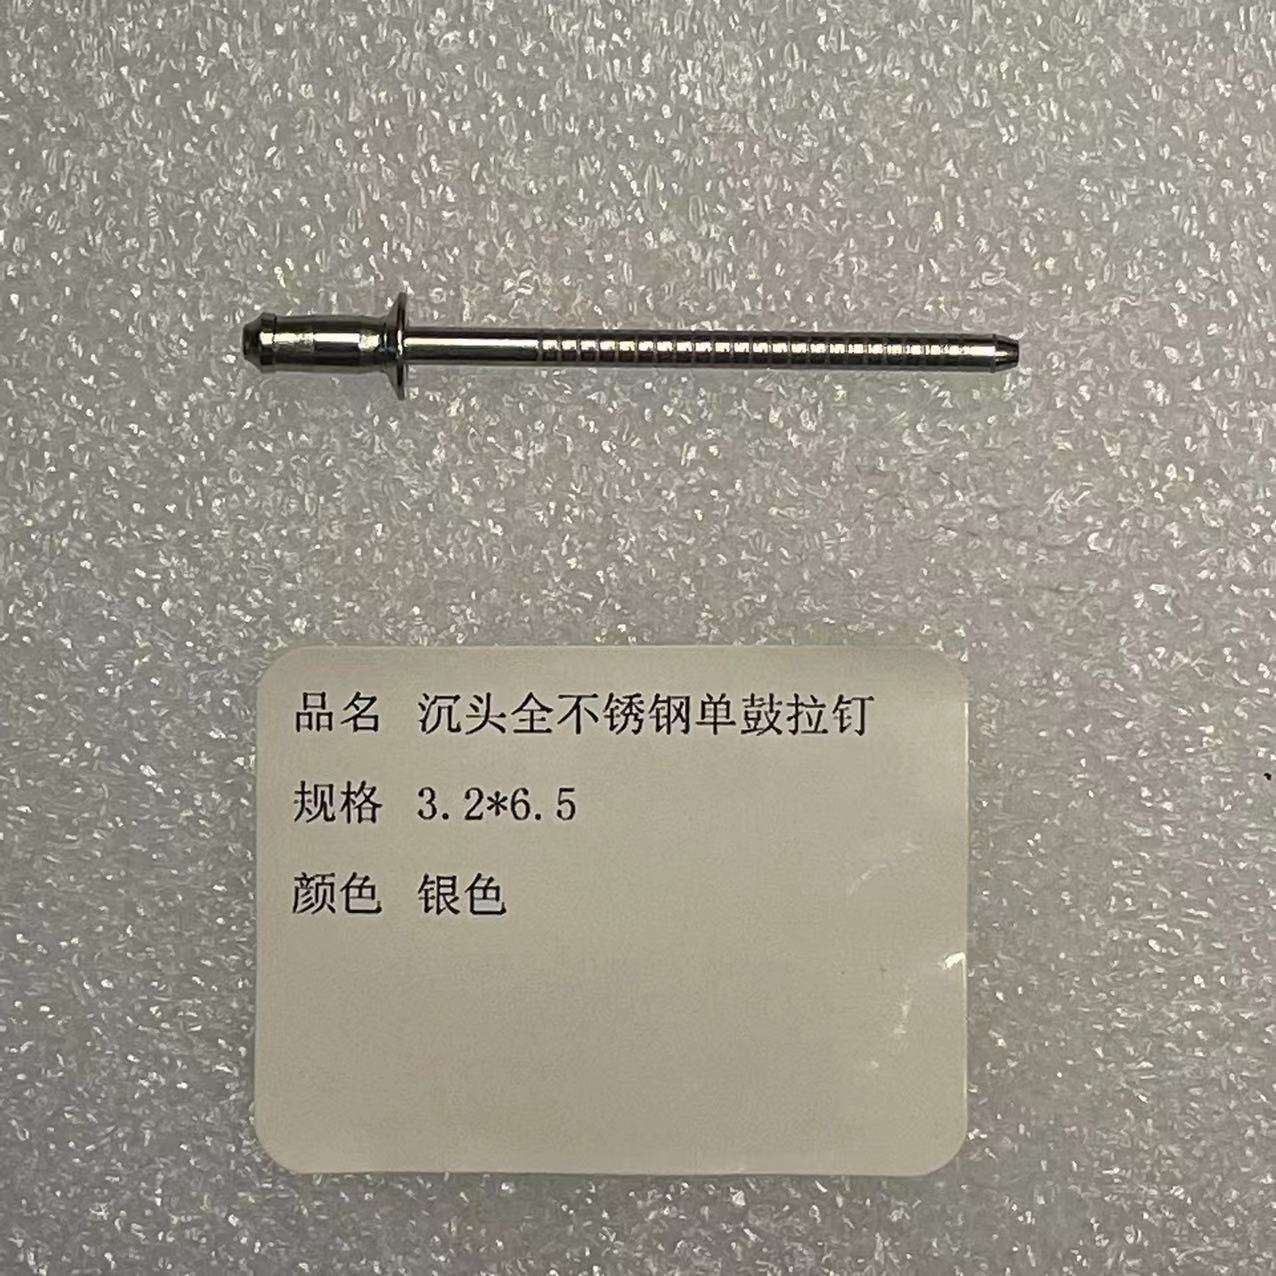 品名 沉头全不锈钢单鼓拉钉
规格 3.2*6.5
颜色 银色